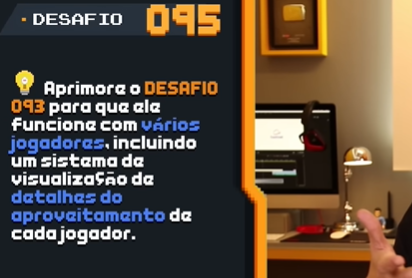 DESAFIO 095
Aprimore o DESAFIO
093 para que ele
funcione com vários
jogadores, incluindo
um sistema de
visualização de
detalhes do
aproveitamento de
cada jogador.